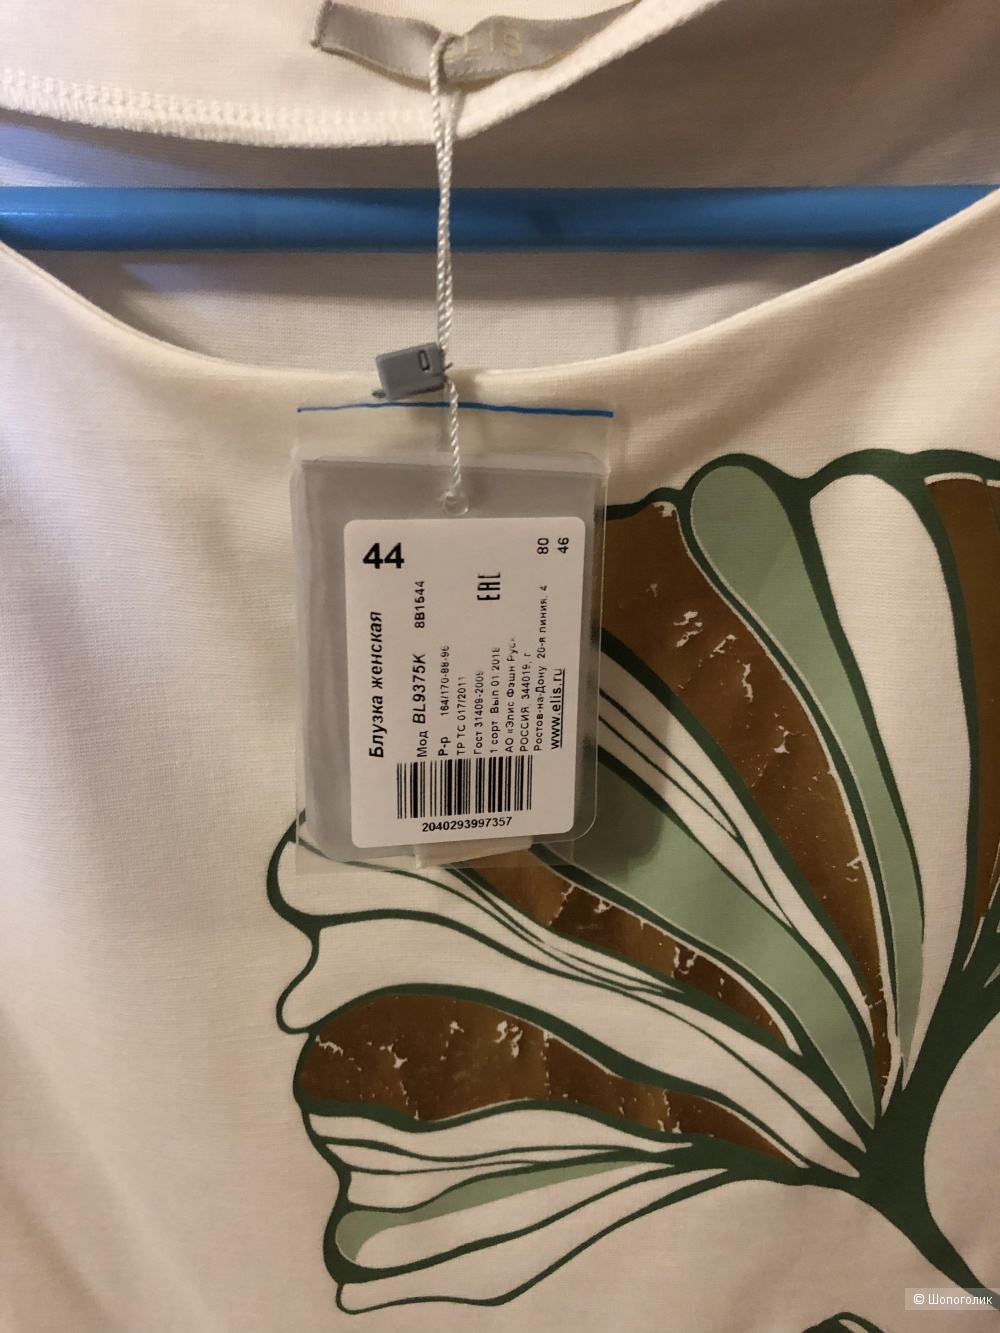 ELIS
44
Блузка женская
Мод BL9375K 8B1544
Р-р 164/170-88-96
ТР ТС 017/2011
Гост 31409-2009
1 сорт Вып 01 2018
АО «Элис Фэшн Рус»
РОССИЯ, 344019, г
Ростов-на-Дону 20-я линия, 4
www.elis.ru
EAC
80
46
2040293997357
© Шопоголик